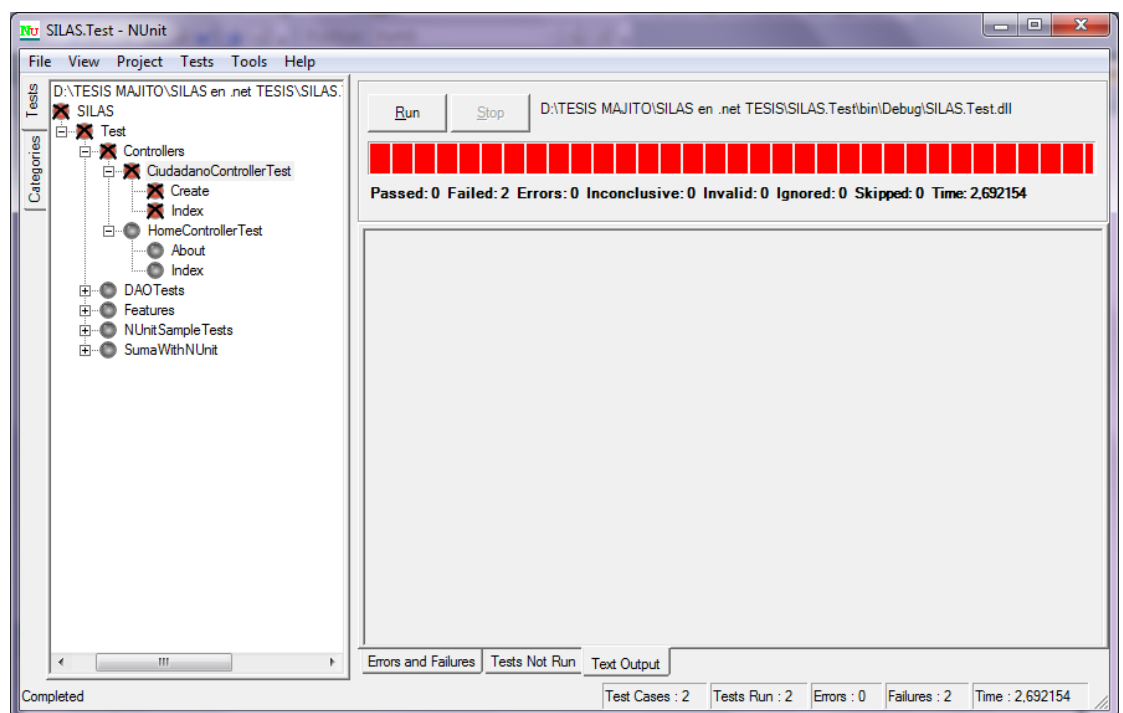 Nu SILAS.Test - NUnit
File View Project Tests Tools Help
Tests
Categories
D:\TESIS MAJITO\SILAS en .net TESIS\SILAS.
SILAS
Test
Controllers
CiudadanoControllerTest
Create
Index
HomeControllerTest
About
Index
DAOTests
Features
NUnitSampleTests
SumaWithNUnit
Run Stop D:\TESIS MAJITO\SILAS en .net TESIS\SILAS.Test\bin\Debug\SILAS.Test.dll
Passed: 0 Failed: 2 Errors: 0 Inconclusive: 0 Invalid: 0 Ignored: 0 Skipped: 0 Time: 2,692154
Errors and Failures Tests Not Run Text Output
Completed Test Cases : 2 Tests Run : 2 Errors : 0 Failures : 2 Time : 2,692154